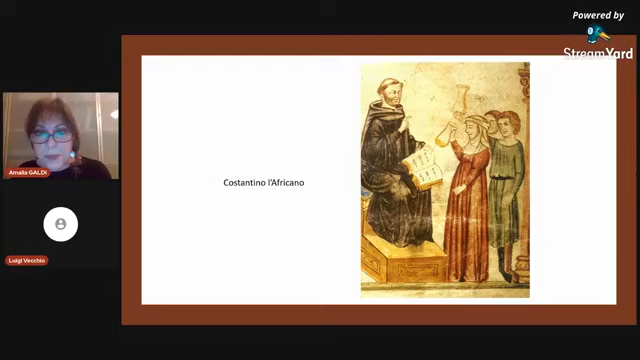 Powered by
StreamYard
Amalia GALDI
Costantino l'Africano
Luigi Vecchio